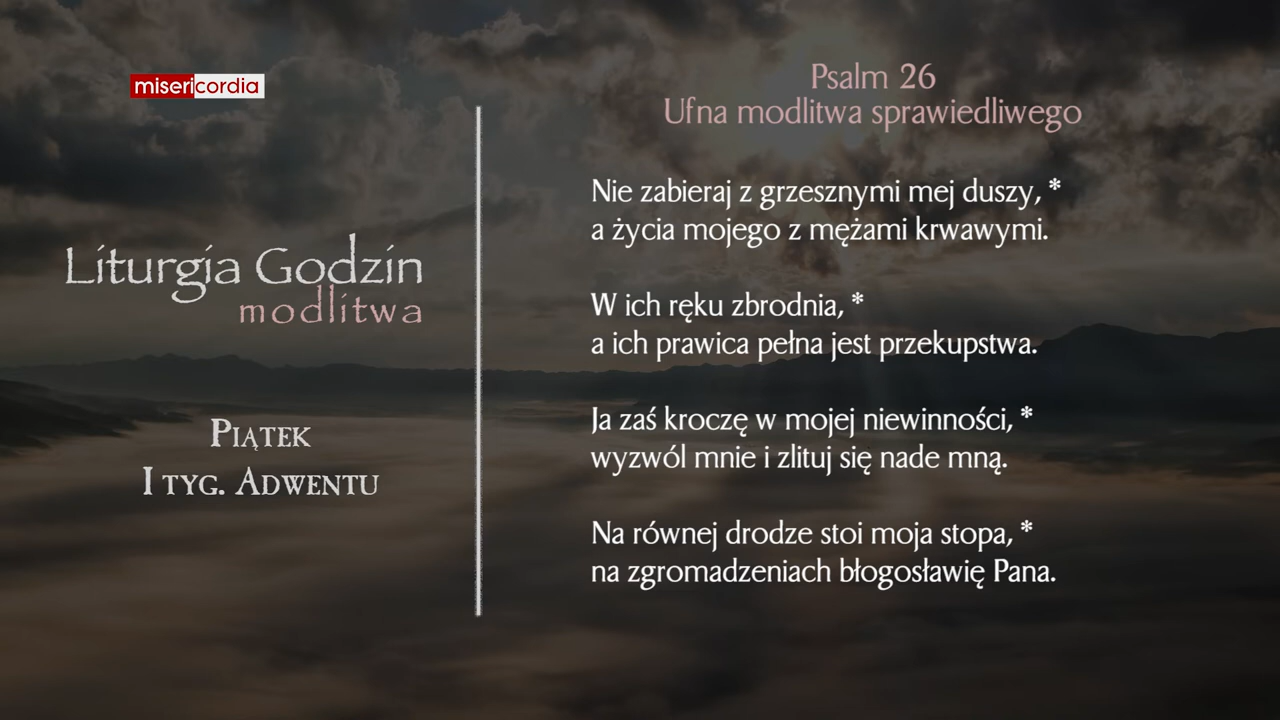 misericordia
Liturgia Godzin
modlitwa
Piątek
I tyg. Adwentu
Psalm 26
Ufna modlitwa sprawiedliwego
Nie zabieraj z grzesznymi mej duszy, *
a życia mojego z mężami krwawymi.
W ich ręku zbrodnia, *
a ich prawica pełna jest przekupstwa.
Ja zaś kroczę w mojej niewinności, *
wyzwól mnie i zlituj się nade mną.
Na równej drodze stoi moja stopa, *
na zgromadzeniach błogosławię Pana.